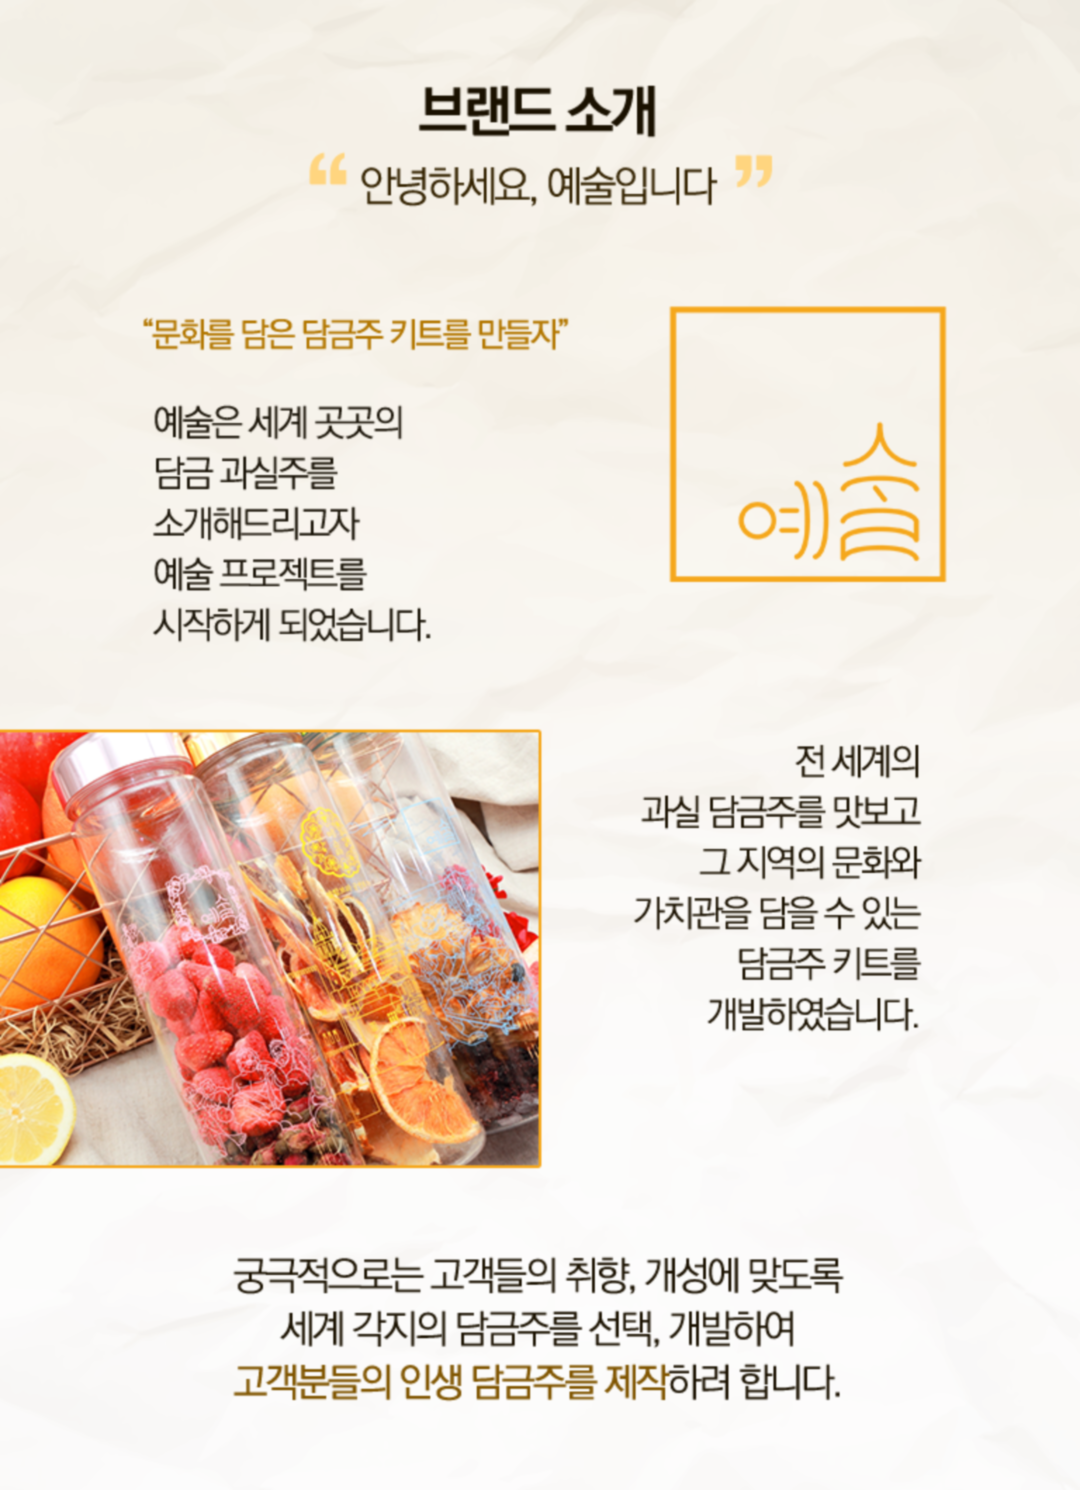 브랜드 소개
“ 안녕하세요, 예술입니다 ”
“문화를 담은 담금주 키트를 만들자”
예술은 세계 곳곳의
담금 과실주를
소개해드리고자
예술 프로젝트를
시작하게 되었습니다.
예술
전 세계의
과실 담금주를 맛보고
그 지역의 문화와
가치관을 담을 수 있는
담금주 키트를
개발하였습니다.
예술
궁극적으로는 고객들의 취향, 개성에 맞도록
세계 각지의 담금주를 선택, 개발하여
고객분들의 인생 담금주를 제작하려 합니다.